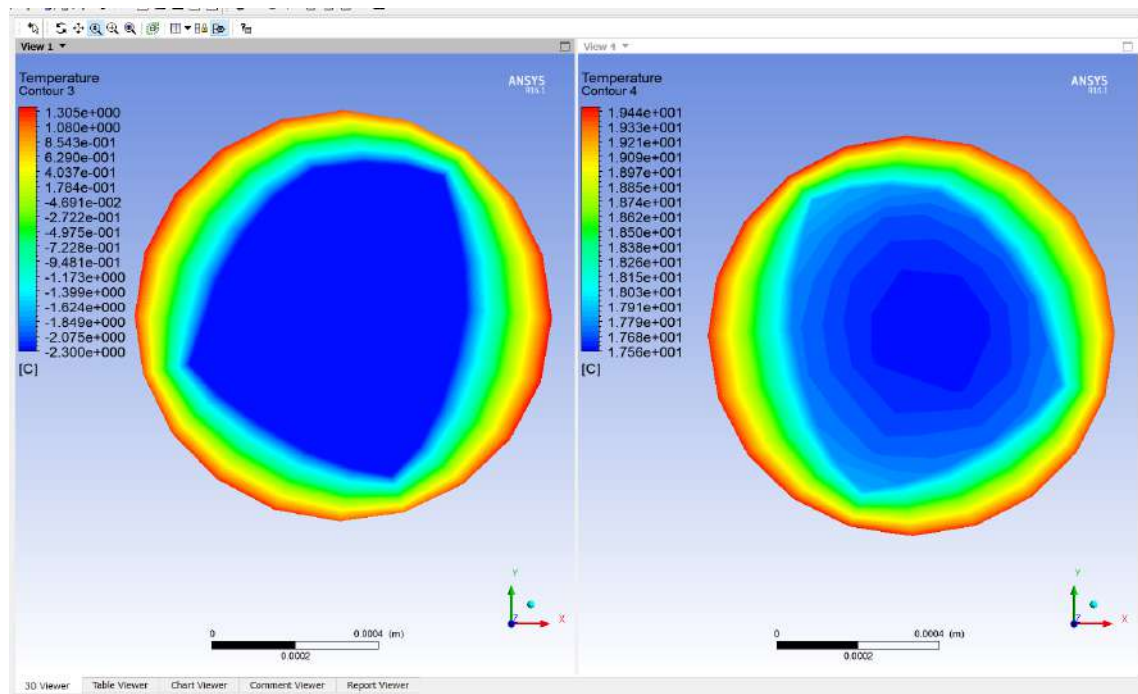 View 1
Temperature
Contour 3
ANSYS
R16.1
1.305e+000
1.080e+000
8.543e-001
6.290e-001
4.037e-001
1.784e-001
-4.691e-002
-2.722e-001
-4.975e-001
-7.228e-001
-9.481e-001
-1.173e+000
-1.399e+000
-1.624e+000
-1.849e+000
-2.075e+000
-2.300e+000
[C]
Y
X
Z
0 0.0004 (m)
0.0002
View 4
Temperature
Contour 4
ANSYS
R16.1
1.944e+001
1.933e+001
1.921e+001
1.909e+001
1.897e+001
1.885e+001
1.874e+001
1.862e+001
1.850e+001
1.838e+001
1.826e+001
1.815e+001
1.803e+001
1.791e+001
1.779e+001
1.768e+001
1.756e+001
[C]
Y
X
Z
0 0.0004 (m)
0.0002
3D Viewer Table Viewer Chart Viewer Comment Viewer Report Viewer